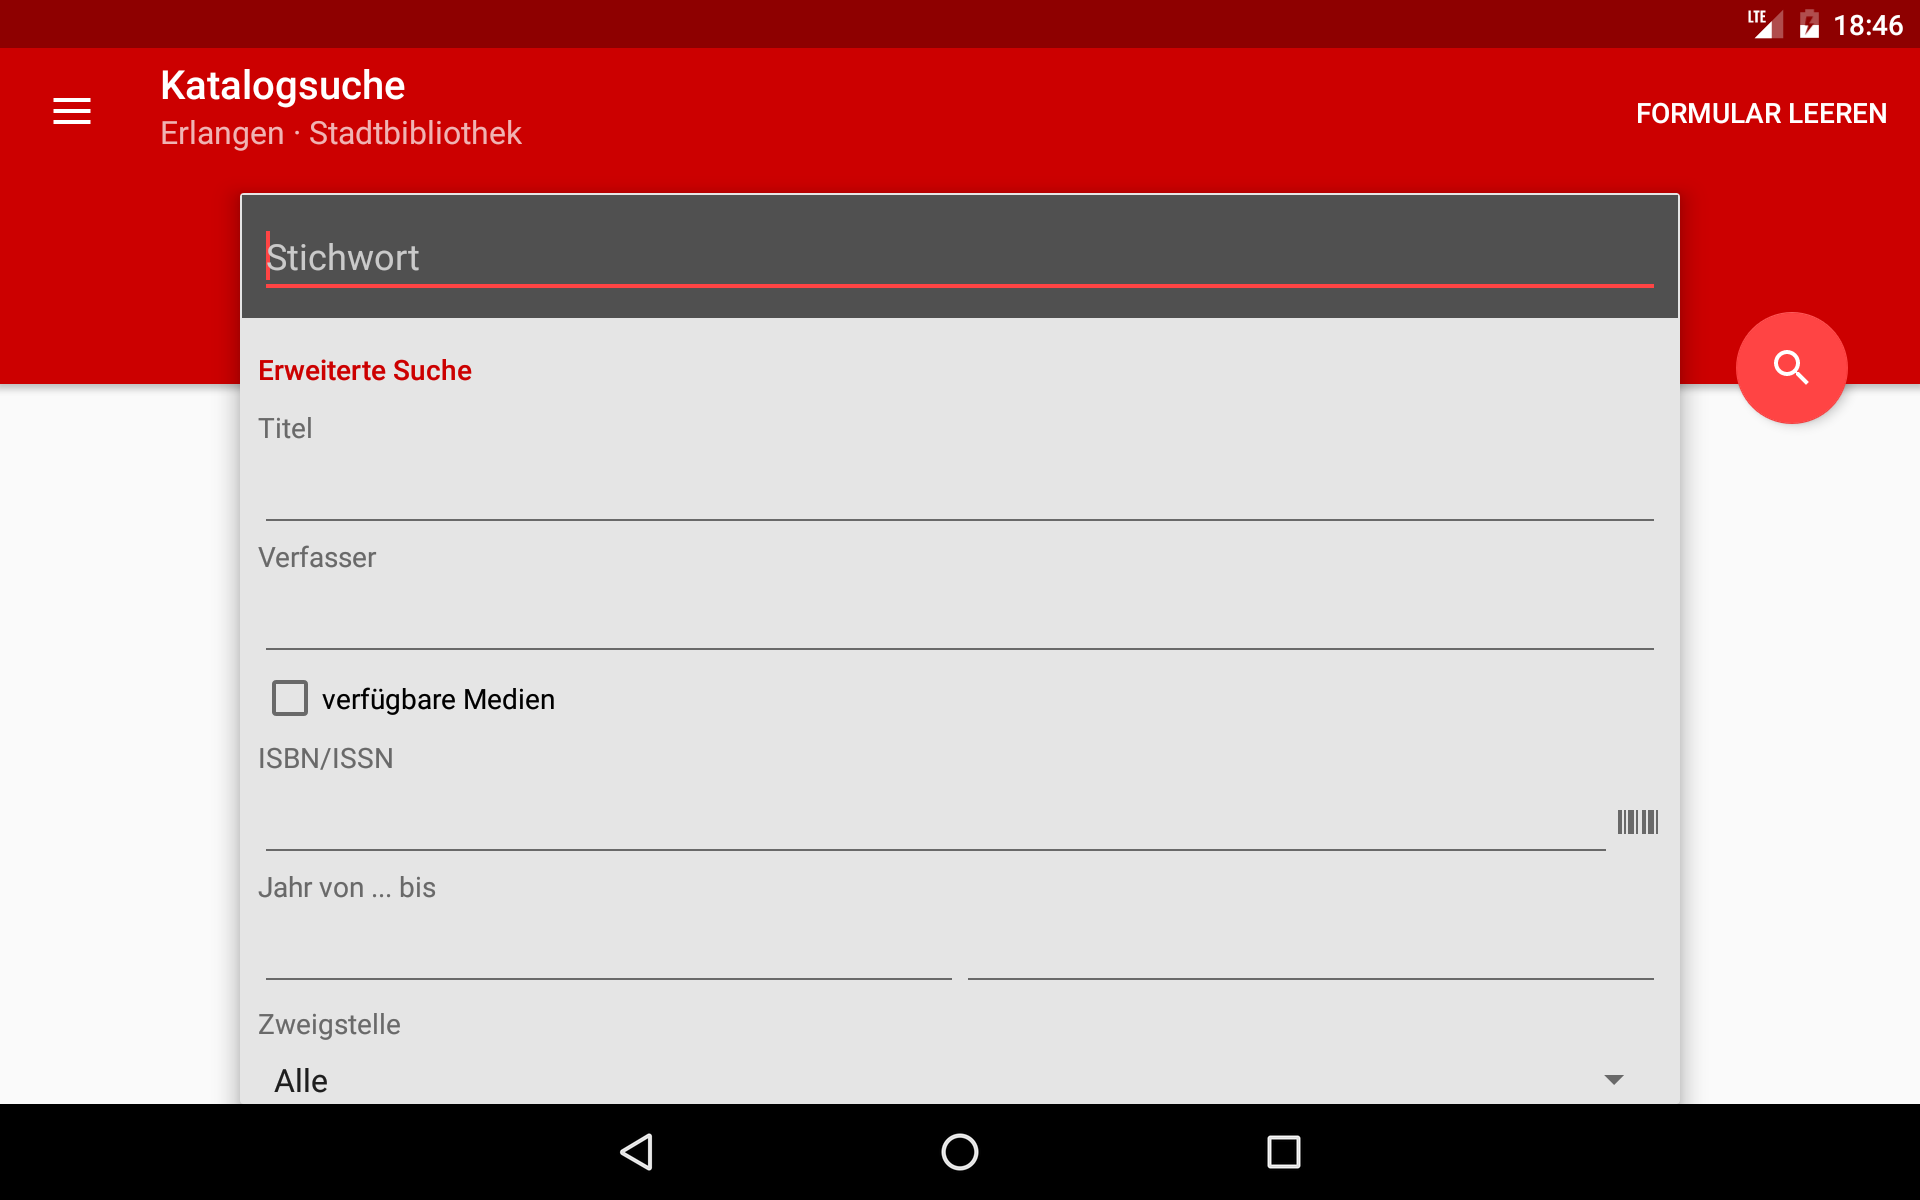 LTE 18:46
Katalogsuche
Erlangen · Stadtbibliothek
FORMULAR LEEREN
Stichwort
Erweiterte Suche
Titel
Verfasser
verfügbare Medien
ISBN/ISSN
Jahr von ... bis
Zweigstelle
Alle